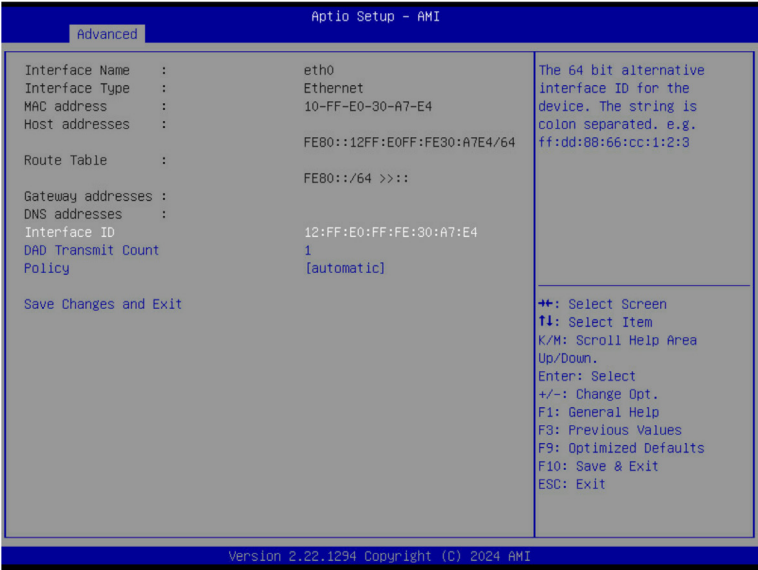 Aptio Setup - AMI
Advanced
Interface Name : eth0
Interface Type : Ethernet
MAC address : 10-FF-E0-30-A7-E4
Host addresses :
FE80::12FF:E0FF:FE30:A7E4/64
Route Table :
FE80::/64 >>::
Gateway addresses :
DNS addresses :
Interface ID 12:FF:E0:FF:FE:30:A7:E4
DAD Transmit Count 1
Policy [automatic]
Save Changes and Exit
The 64 bit alternative
interface ID for the
device. The string is
colon separated. e.g.
ff:dd:88:66:cc:1:2:3
→←: Select Screen
↑↓: Select Item
K/M: Scroll Help Area
Up/Down.
Enter: Select
+/-: Change Opt.
F1: General Help
F3: Previous Values
F9: Optimized Defaults
F10: Save & Exit
ESC: Exit
Version 2.22.1294 Copyright (C) 2024 AMI